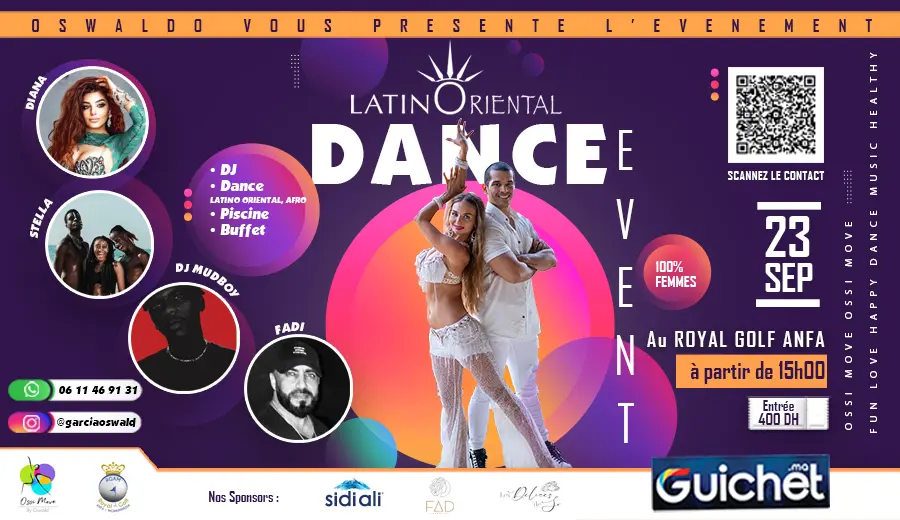 OSWALDO VOUS PRESENTE L'EVENEMENT
LATINORIENTAL
DANCE
EVENT
DIANA
STELLA
DJ MUDBOY
FADI
• DJ
• Dance
LATINO ORIENTAL, AFRO
• Piscine
• Buffet
100%
FEMMES
SCANNEZ LE CONTACT
23
SEP
Au ROYAL GOLF ANFA
à partir de 15h00
Entrée
400 DH
OSSI MOVE OSSI MOVE
FUN LOVE HAPPY DANCE MUSIC HEALTHY
06 11 46 91 31
@garciaoswald
Ossi Move
Nos Sponsors :
sidi ali
FAD
Guichet.ma